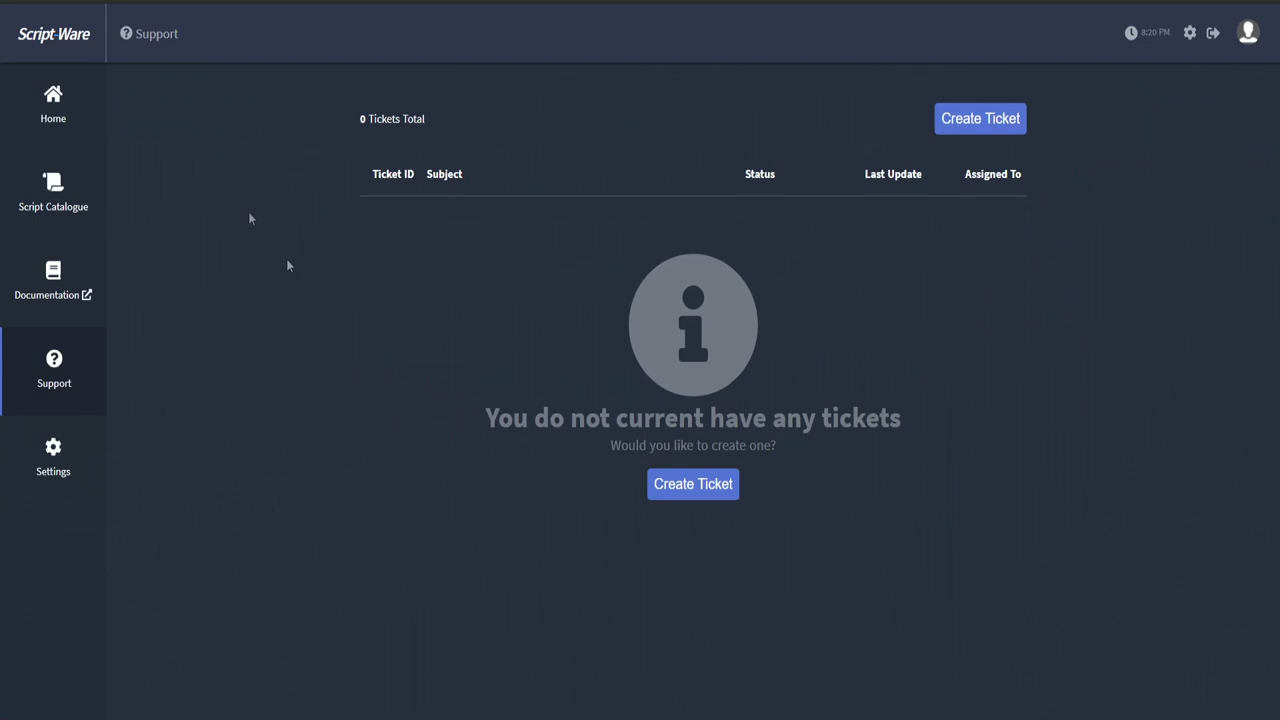 Script-Ware
Support
8:20 PM
Home
Script Catalogue
Documentation
Support
Settings
0 Tickets Total
Create Ticket
Ticket ID Subject Status Last Update Assigned To
You do not current have any tickets
Would you like to create one?
Create Ticket